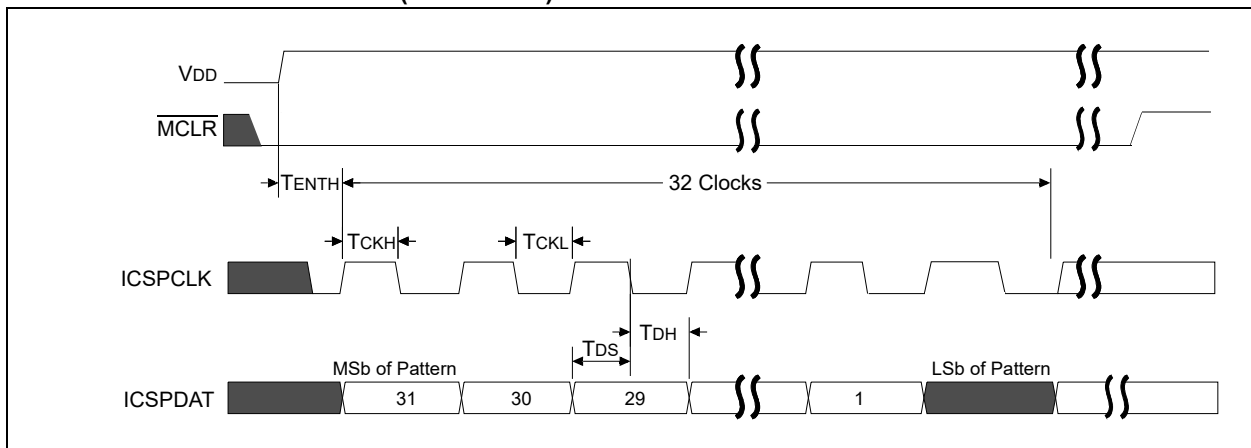 VDD
MCLR
TENTH
32 Clocks
TCKH
TCKL
ICSPCLK
TDH
TDS
MSb of Pattern
LSb of Pattern
ICSPDAT
31
30
29
1